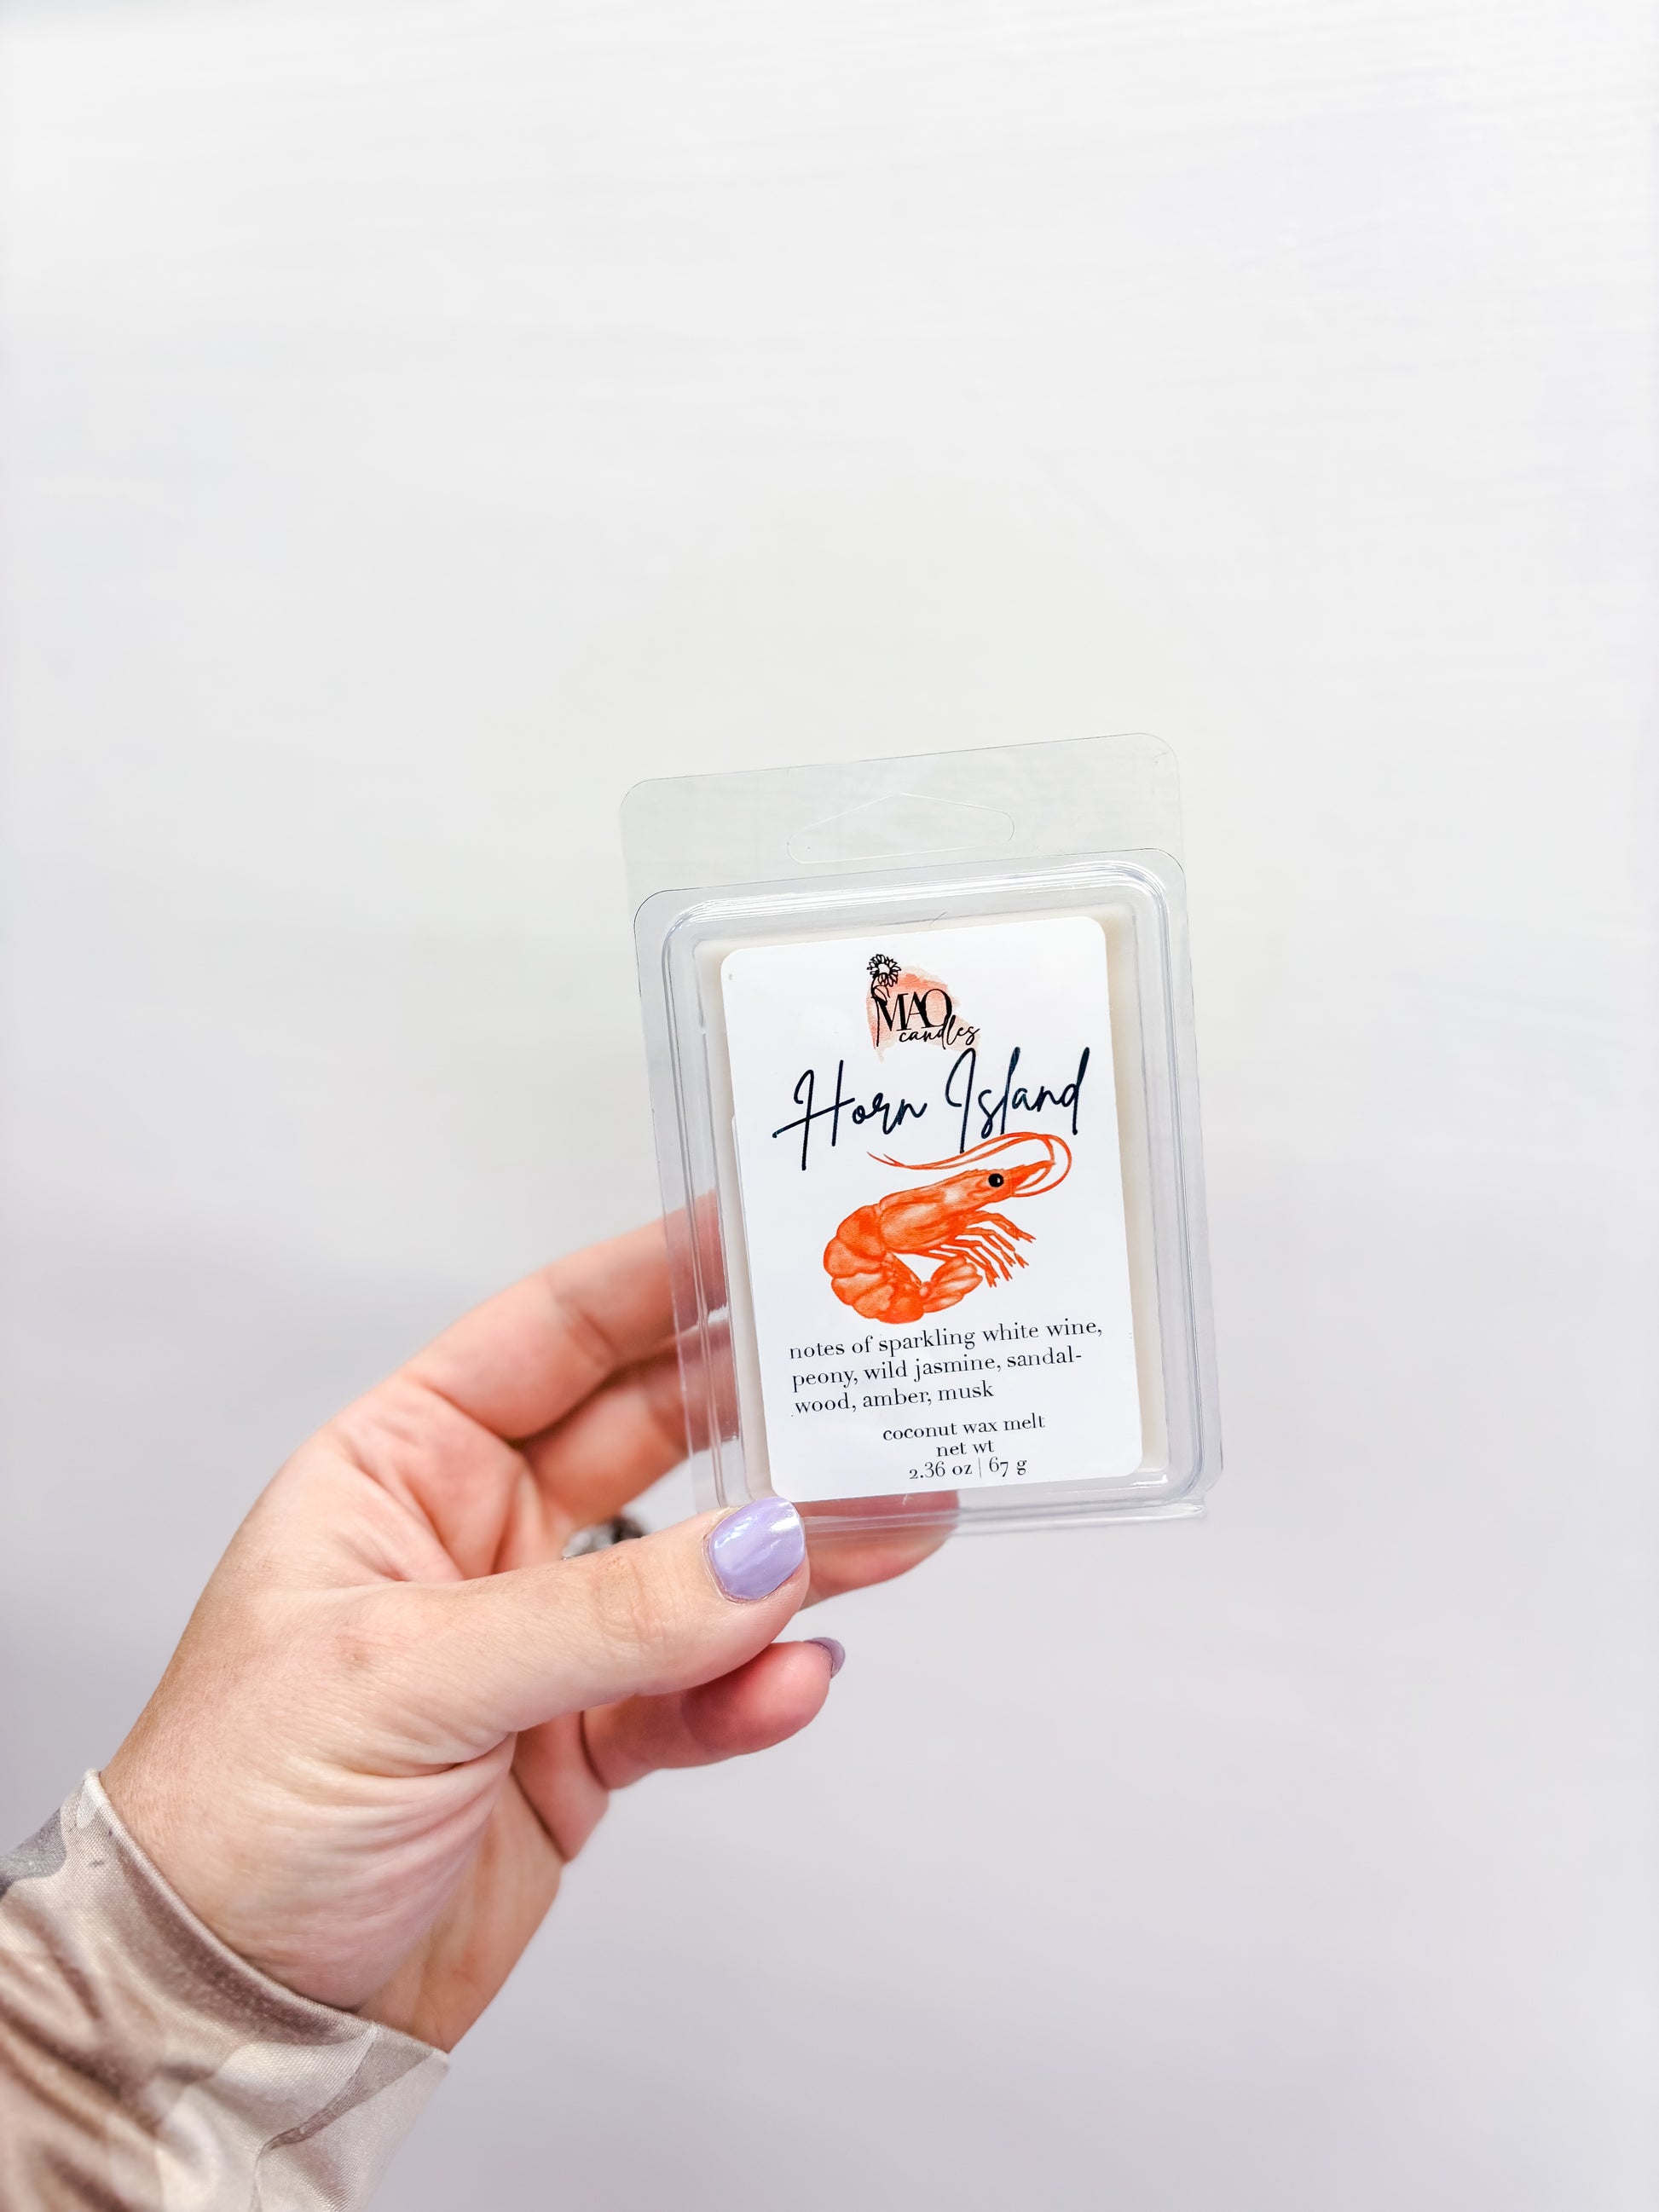 MAO
candles
Horn Island
notes of sparkling white wine,
peony, wild jasmine, sandal-
wood, amber, musk
coconut wax melt
net wt
2.36 oz | 67 g